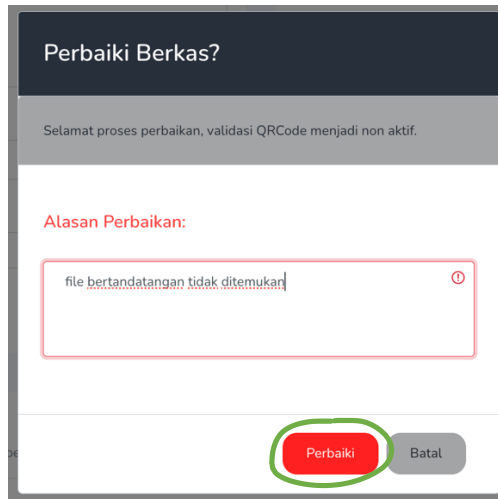 Perbaiki Berkas?
Selamat proses perbaikan, validasi QRCode menjadi non aktif.
Alasan Perbaikan:
file bertandatangan tidak ditemukan
Perbaiki
Batal